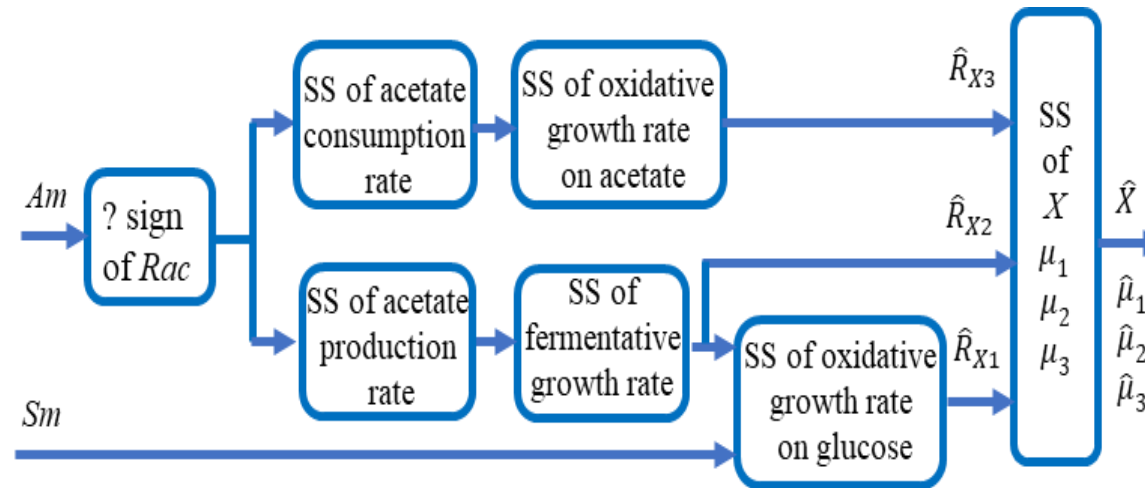 Am
? sign
of Rac
SS of acetate
consumption
rate
SS of oxidative
growth rate
on acetate
R̂X3
SS of acetate
production
rate
SS of
fermentative
growth rate
R̂X2
Sm
SS of oxidative
growth rate
on glucose
R̂X1
SS
of
X
μ1
μ2
μ3
X̂
μ̂1
μ̂2
μ̂3